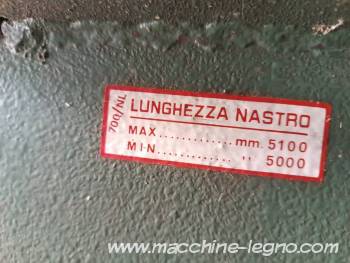 700/NL
LUNGHEZZA NASTRO
MAX.............mm. 5100
MIN............. " 5000
www.macchine-legno.com